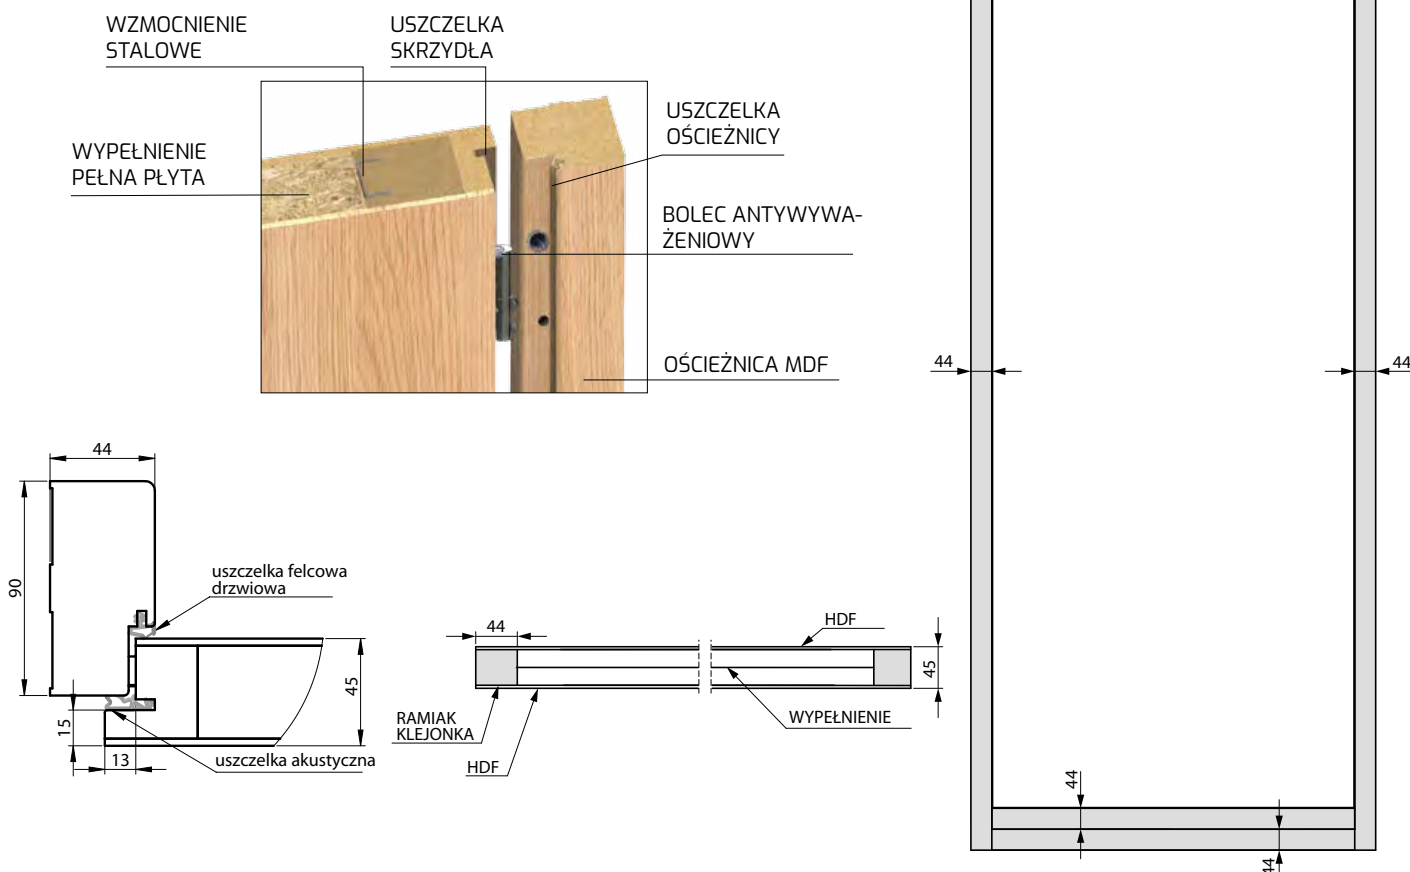 WZMOCNIENIE
STALOWE
USZCZELKA
SKRZYDŁA
WYPEŁNIENIE
PEŁNA PŁYTA
USZCZELKA
OŚCIEŻNICY
BOLEC ANTYWYWA-
ŻENIOWY
OŚCIEŻNICA MDF
44
44
44
90
uszczelka felcowa
drzwiowa
45
15
13
uszczelka akustyczna
44
HDF
45
RAMIAK
KLEJONKA
WYPEŁNIENIE
HDF
44
44